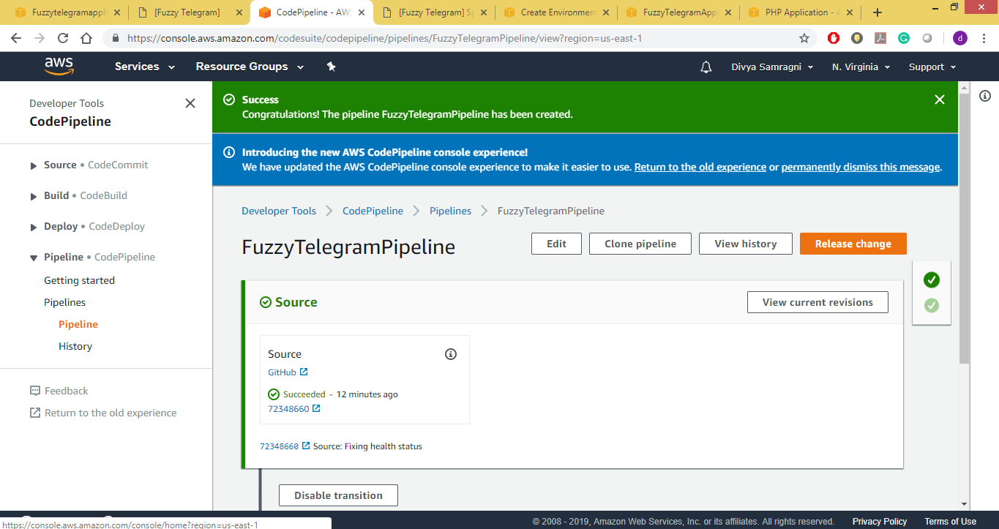 Fuzzytelegramappli
[Fuzzy Telegram]
CodePipeline - AWS
[Fuzzy Telegram] Sp
Create Environment
FuzzyTelegramAppl
PHP Application - A
https://console.aws.amazon.com/codesuite/codepipeline/pipelines/FuzzyTelegramPipeline/view?region=us-east-1
d
aws
Services
Resource Groups
Divya Samragni
N. Virginia
Support
Developer Tools
CodePipeline
Source • CodeCommit
Build • CodeBuild
Deploy • CodeDeploy
Pipeline • CodePipeline
Getting started
Pipelines
Pipeline
History
Feedback
Return to the old experience
Success
Congratulations! The pipeline FuzzyTelegramPipeline has been created.
Introducing the new AWS CodePipeline console experience!
We have updated the AWS CodePipeline console experience to make it easier to use. Return to the old experience or permanently dismiss this message.
Developer Tools > CodePipeline > Pipelines > FuzzyTelegramPipeline
FuzzyTelegramPipeline
Edit
Clone pipeline
View history
Release change
Source
View current revisions
Source
GitHub
Succeeded - 12 minutes ago
72348660
72348660 Source: Fixing health status
Disable transition
https://console.aws.amazon.com/console/home?region=us-east-1
© 2008 - 2019, Amazon Web Services, Inc. or its affiliates. All rights reserved.
Privacy Policy
Terms of Use